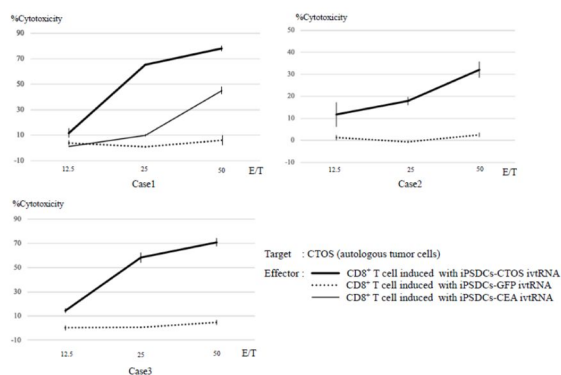 %Cytotoxicity
90
70
50
30
10
-10
12.5
25
50
E/T
Case1
%Cytotoxicity
50
40
30
20
10
0
-10
12.5
25
50
E/T
Case2
%Cytotoxicity
90
70
50
30
10
-10
12.5
25
50
E/T
Case3
Target : CTOS (autologous tumor cells)
Effector : CD8⁺ T cell induced with iPSDCs-CTOS ivtRNA
CD8⁺ T cell induced with iPSDCs-GFP ivtRNA
CD8⁺ T cell induced with iPSDCs-CEA ivtRNA